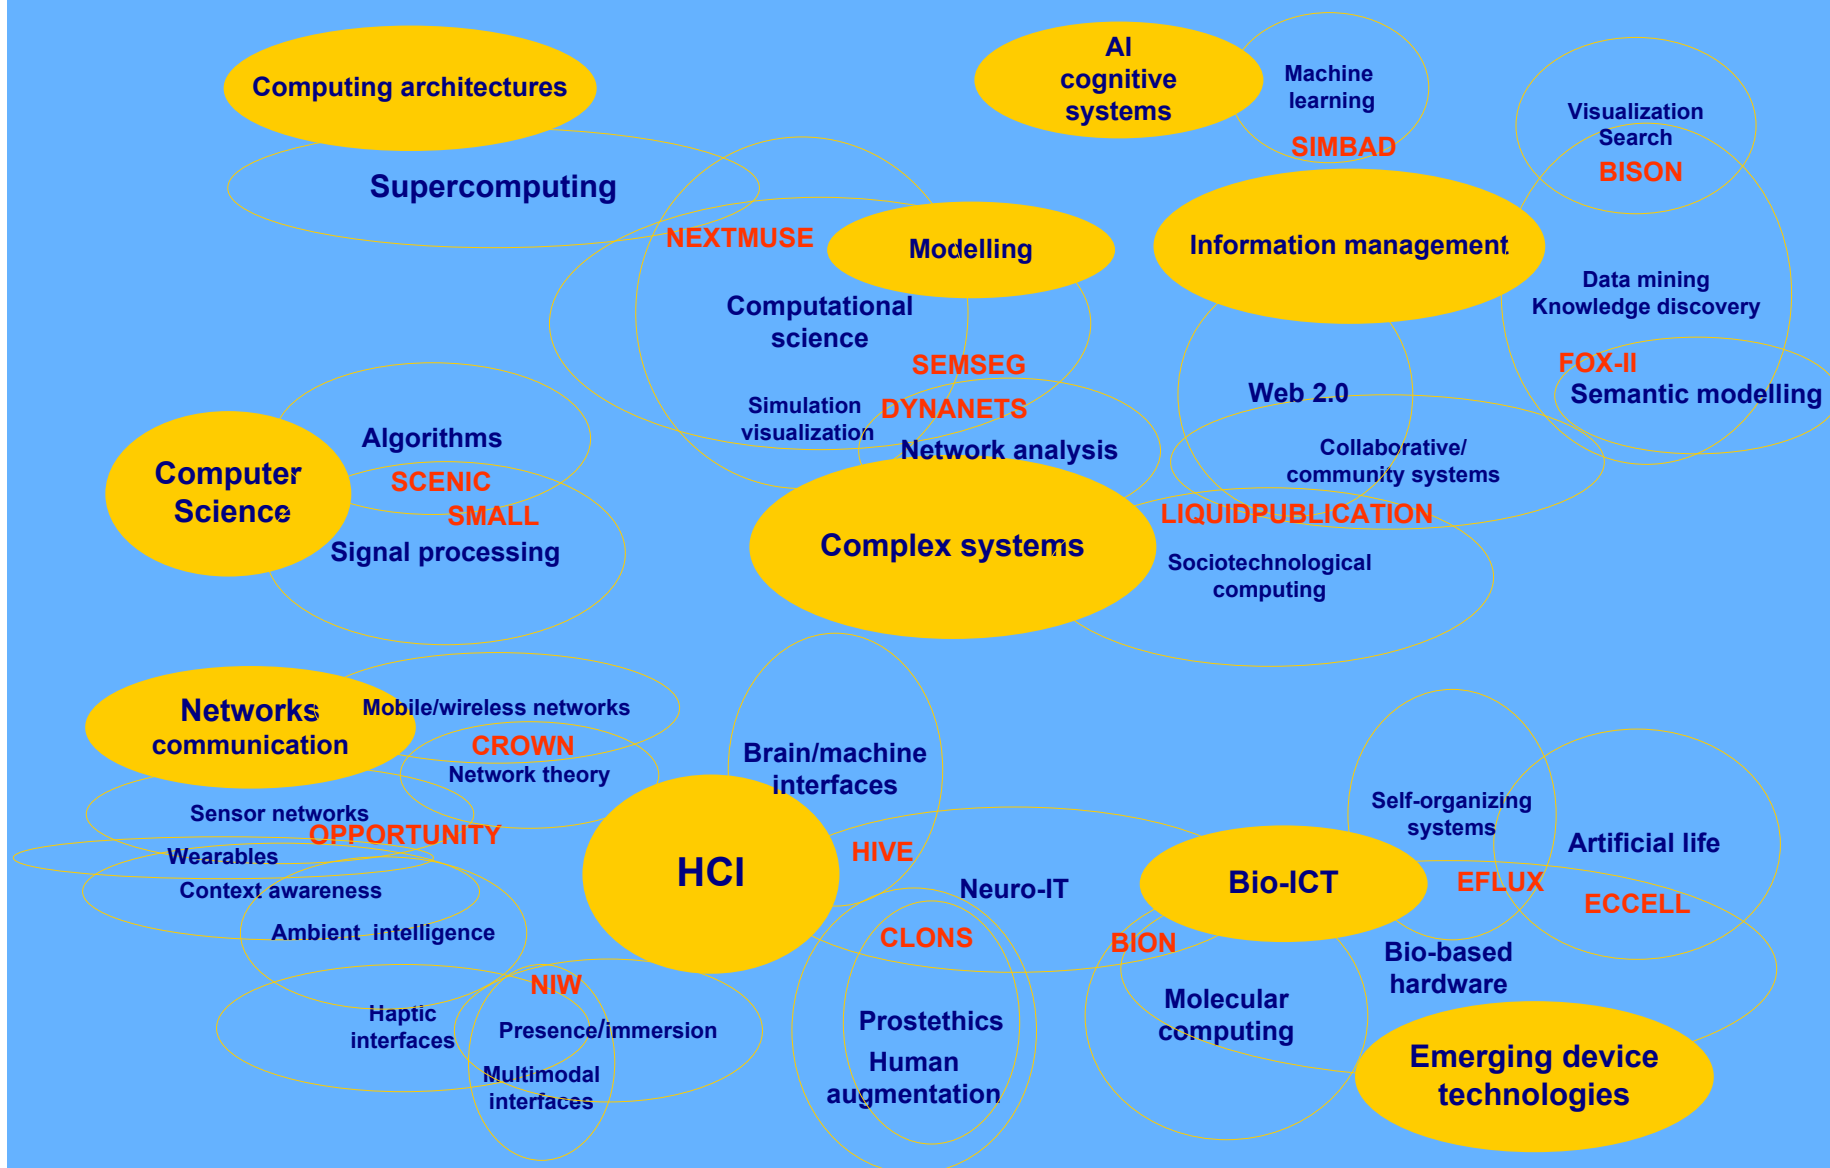 Computing architectures
Supercomputing
AI
cognitive
systems
Machine
learning
SIMBAD
Visualization
Search
BISON
NEXTMUSE
Modelling
Information management
Computational
science
Data mining
Knowledge discovery
SEMSEG
FOX-II
Semantic modelling
Simulation
visualization
DYNANETS
Network analysis
Web 2.0
Collaborative/
community systems
Algorithms
Computer
Science
SCENIC
SMALL
Signal processing
Complex systems
LIQUIDPUBLICATION
Sociotechnological
computing
Networks
communication
Mobile/wireless networks
CROWN
Network theory
Sensor networks
OPPORTUNITY
Wearables
Context awareness
Ambient intelligence
Brain/machine
interfaces
HCI
HIVE
Neuro-IT
Bio-ICT
Self-organizing
systems
Artificial life
EFLUX
ECCELL
CLONS
BION
Bio-based
hardware
NIW
Haptic
interfaces
Presence/immersion
Multimodal
interfaces
Prostethics
Human
augmentation
Molecular
computing
Emerging device
technologies